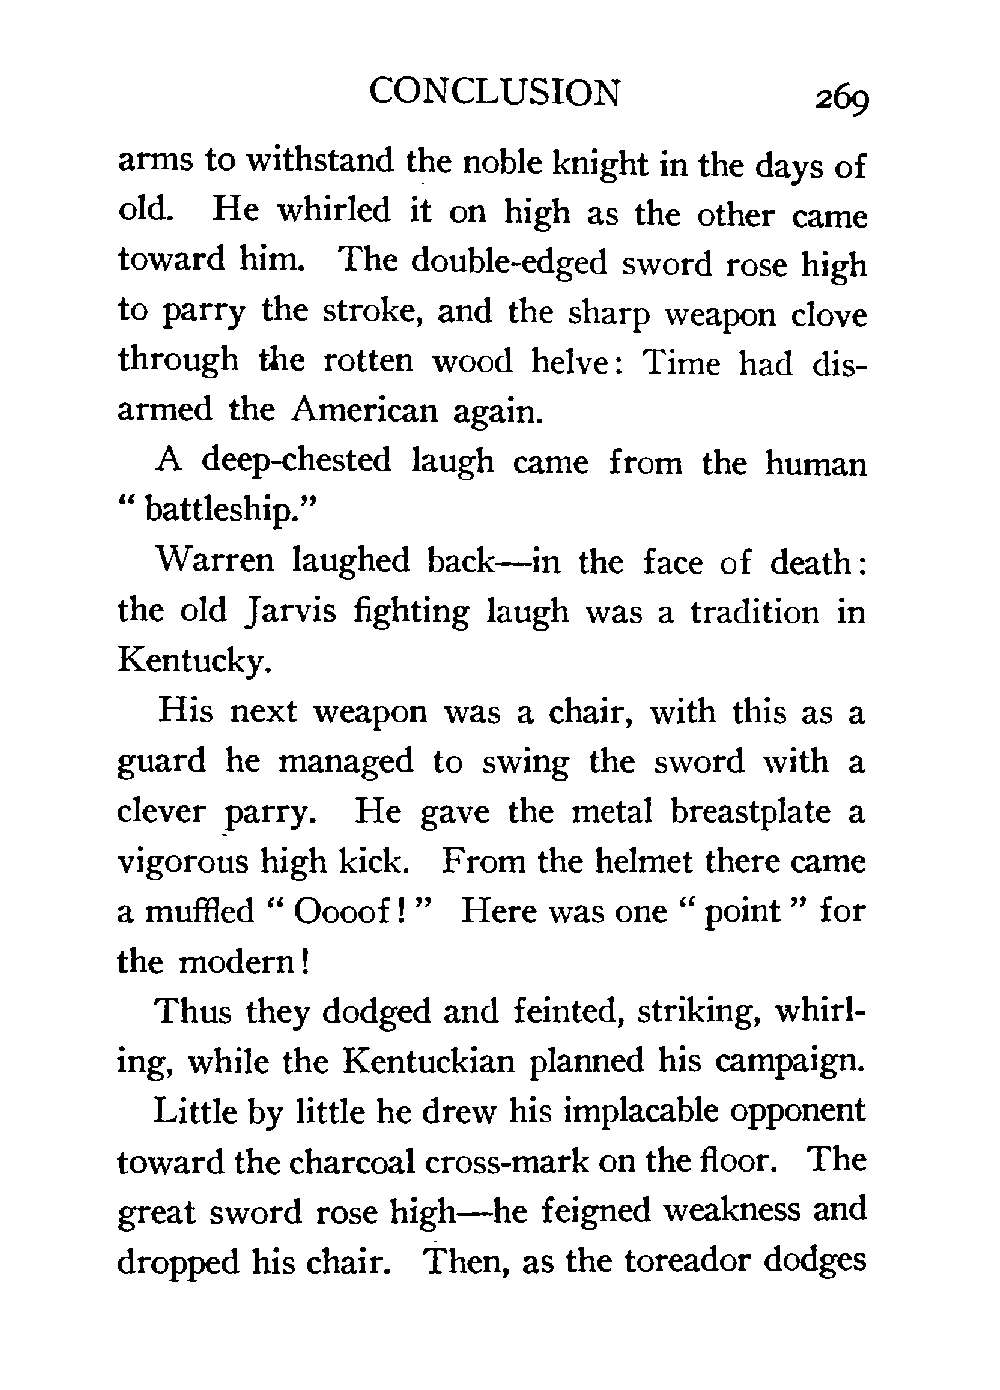 CONCLUSION 269
arms to withstand the noble knight in the days of
old. He whirled it on high as the other came
toward him. The double-edged sword rose high
to parry the stroke, and the sharp weapon clove
through the rotten wood helve: Time had dis-
armed the American again.
A deep-chested laugh came from the human
“ battleship.”
Warren laughed back—in the face of death:
the old Jarvis fighting laugh was a tradition in
Kentucky.
His next weapon was a chair, with this as a
guard he managed to swing the sword with a
clever parry. He gave the metal breastplate a
vigorous high kick. From the helmet there came
a muffled “ Oooof ! ” Here was one “ point ” for
the modern !
Thus they dodged and feinted, striking, whirl-
ing, while the Kentuckian planned his campaign.
Little by little he drew his implacable opponent
toward the charcoal cross-mark on the floor. The
great sword rose high—he feigned weakness and
dropped his chair. Then, as the toreador dodges